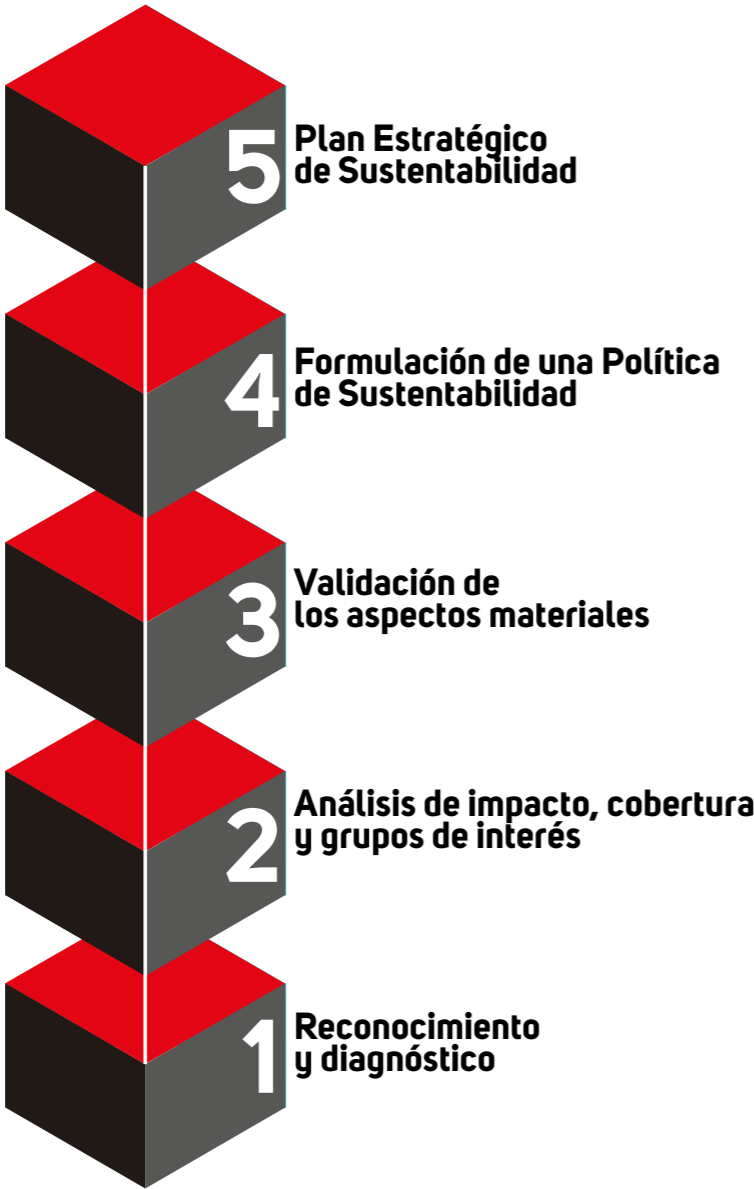 5
Plan Estratégico
de Sustentabilidad
4
Formulación de una Política
de Sustentabilidad
3
Validación de
los aspectos materiales
2
Análisis de impacto, cobertura
y grupos de interés
1
Reconocimiento
y diagnóstico